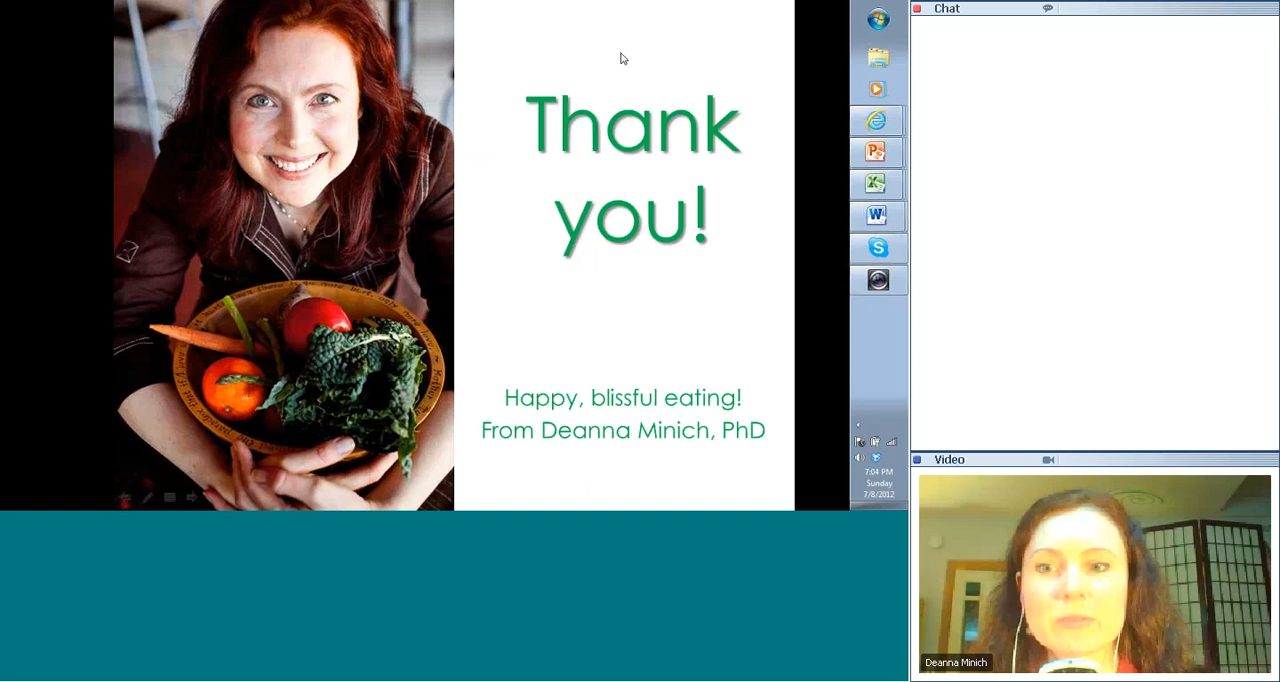 Thank
you!
Happy, blissful eating!
From Deanna Minich, PhD
7:04 PM
Sunday
7/8/2012
Chat
Video
Deanna Minich